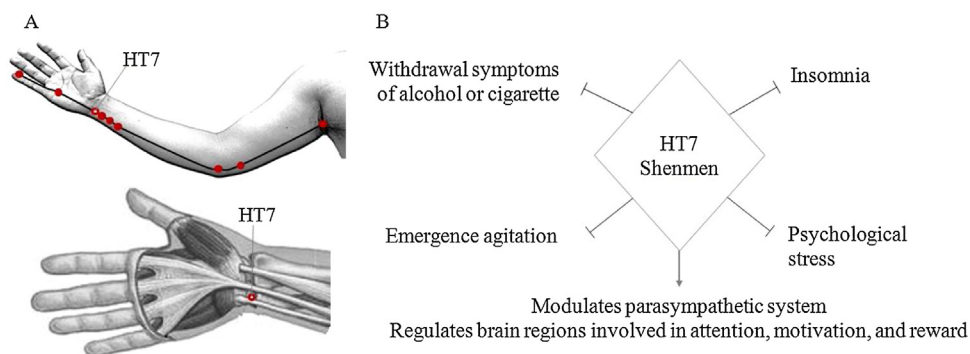 A
HT7
HT7
B
Withdrawal symptoms
of alcohol or cigarette
Insomnia
HT7
Shenmen
Emergence agitation
Psychological
stress
Modulates parasympathetic system
Regulates brain regions involved in attention, motivation, and reward